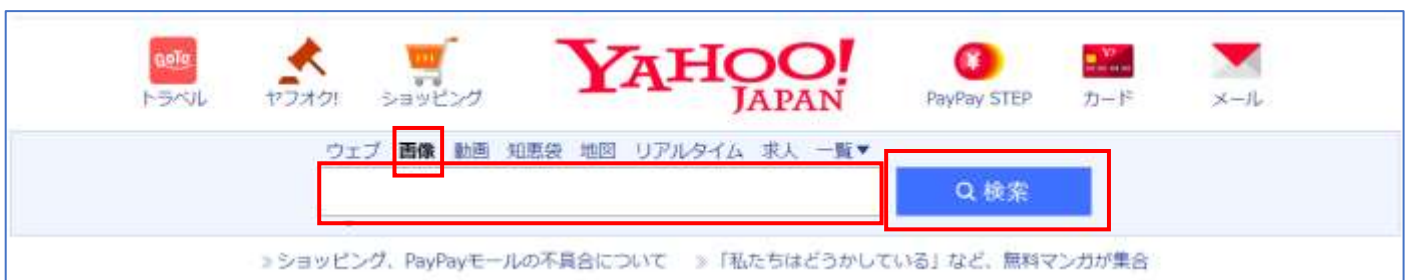 GoTo
トラベル
ヤフオク!
ショッピング
YAHOO!
JAPAN
PayPay STEP
カード
メール
ウェブ 画像 動画 知恵袋 地図 リアルタイム 求人 一覧▼
検索
» ショッピング、PayPayモールの不具合について » 「私たちはどうかしている」など、無料マンガが集合